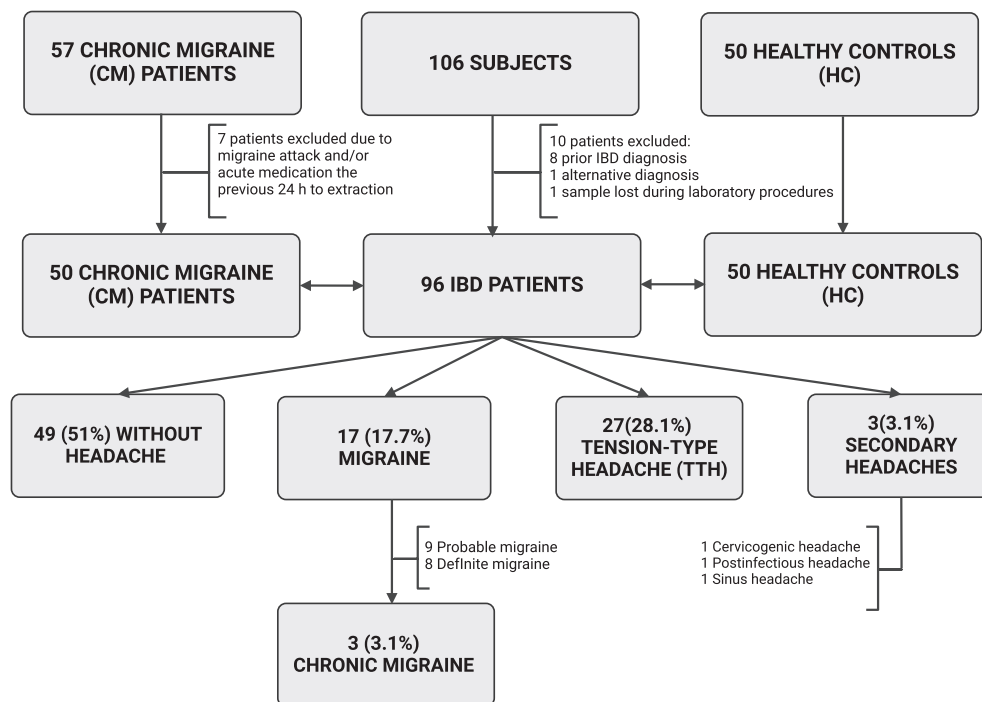 57 CHRONIC MIGRAINE
(CM) PATIENTS
106 SUBJECTS
50 HEALTHY CONTROLS
(HC)
7 patients excluded due to
migraine attack and/or
acute medication the
previous 24 h to extraction
10 patients excluded:
8 prior IBD diagnosis
1 alternative diagnosis
1 sample lost during laboratory procedures
50 CHRONIC MIGRAINE
(CM) PATIENTS
96 IBD PATIENTS
50 HEALTHY CONTROLS
(HC)
49 (51%) WITHOUT
HEADACHE
17 (17.7%)
MIGRAINE
27(28.1%)
TENSION-TYPE
HEADACHE (TTH)
3(3.1%)
SECONDARY
HEADACHES
9 Probable migraine
8 DefInite migraine
1 Cervicogenic headache
1 Postinfectious headache
1 Sinus headache
3 (3.1%)
CHRONIC MIGRAINE